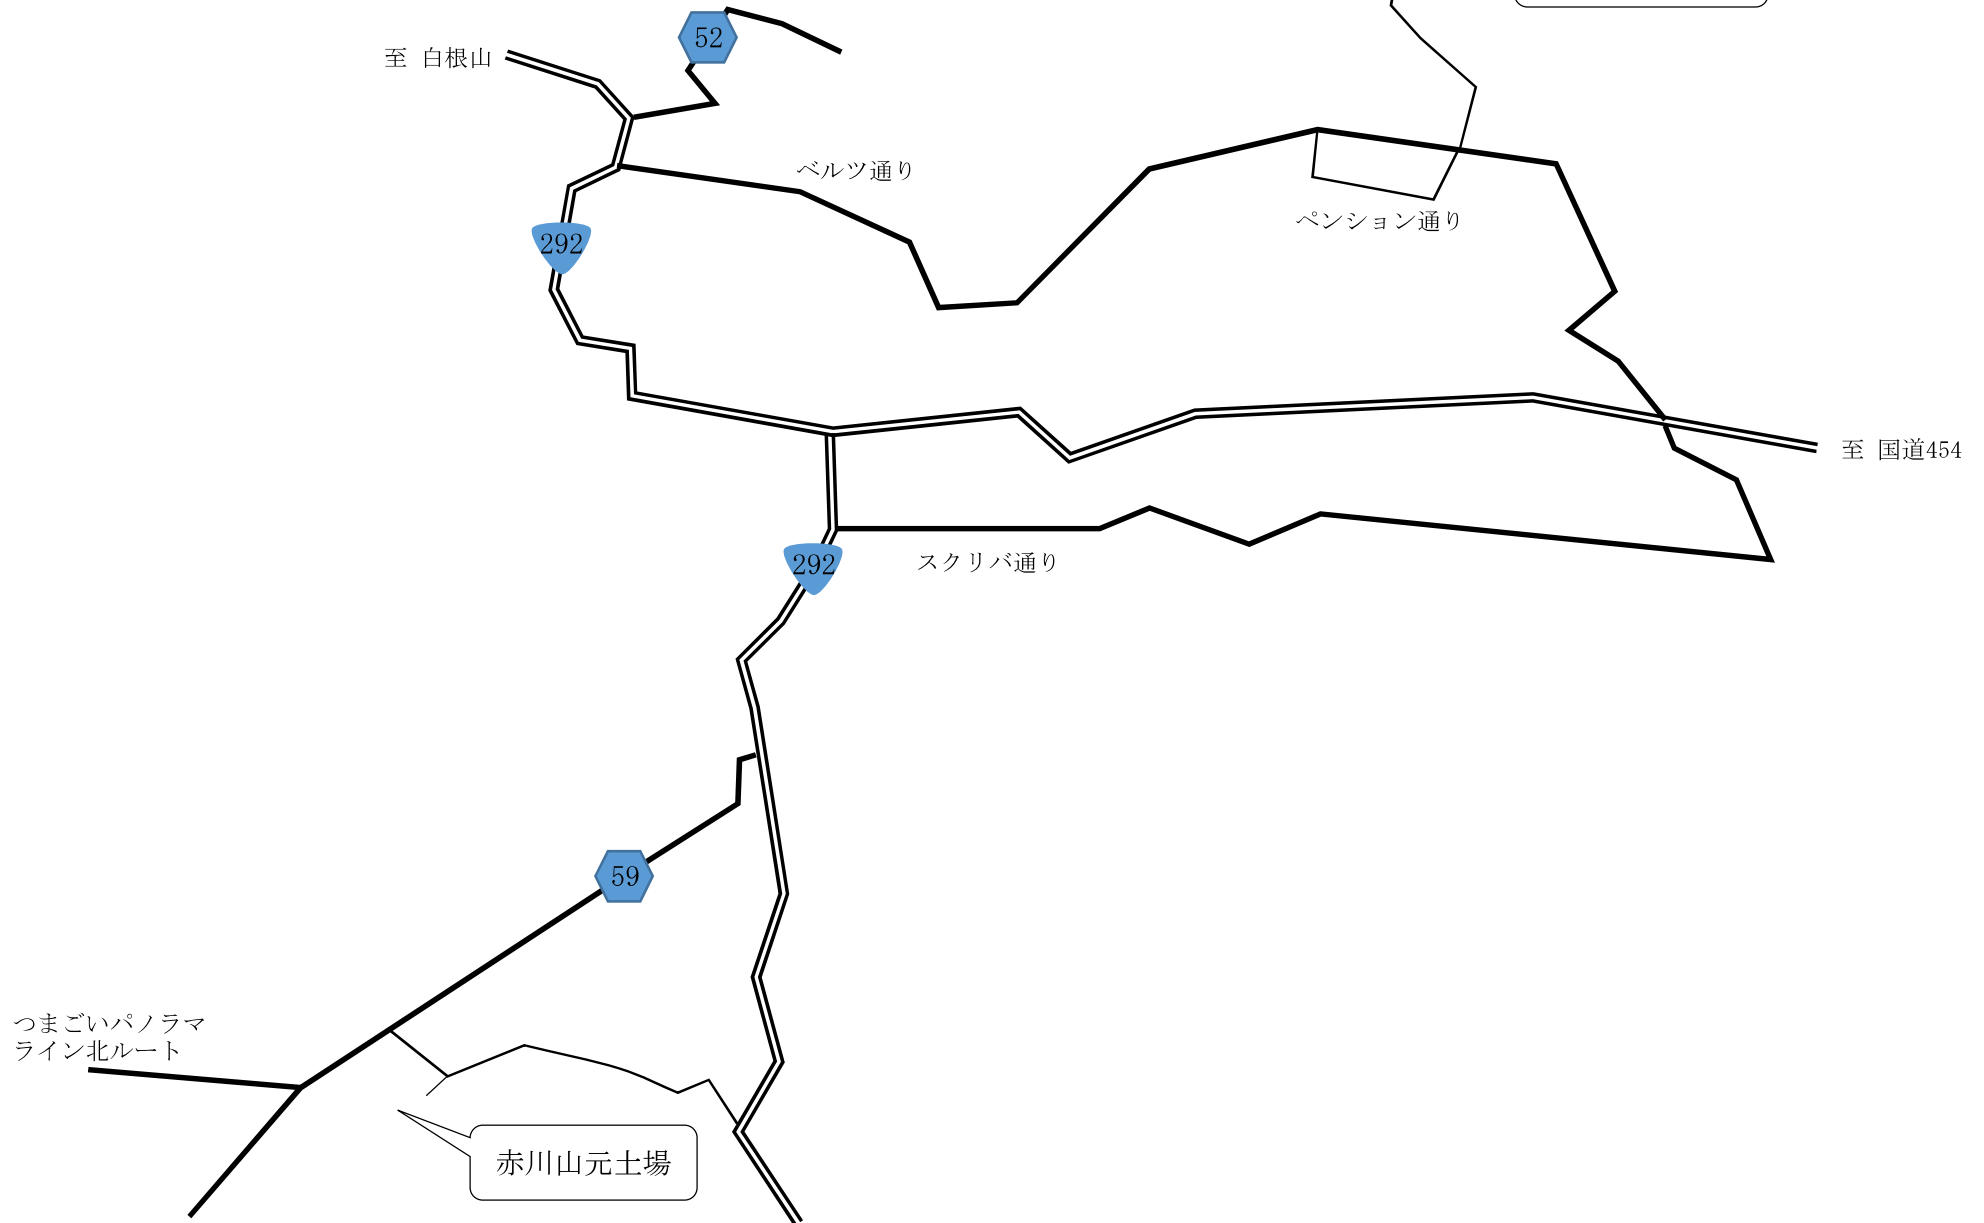 52
至 白根山
ベルツ通り
ペンション通り
292
至 国道454
292
スクリバ通り
59
つまごいパノラマ
ライン北ルート
赤川山元土場